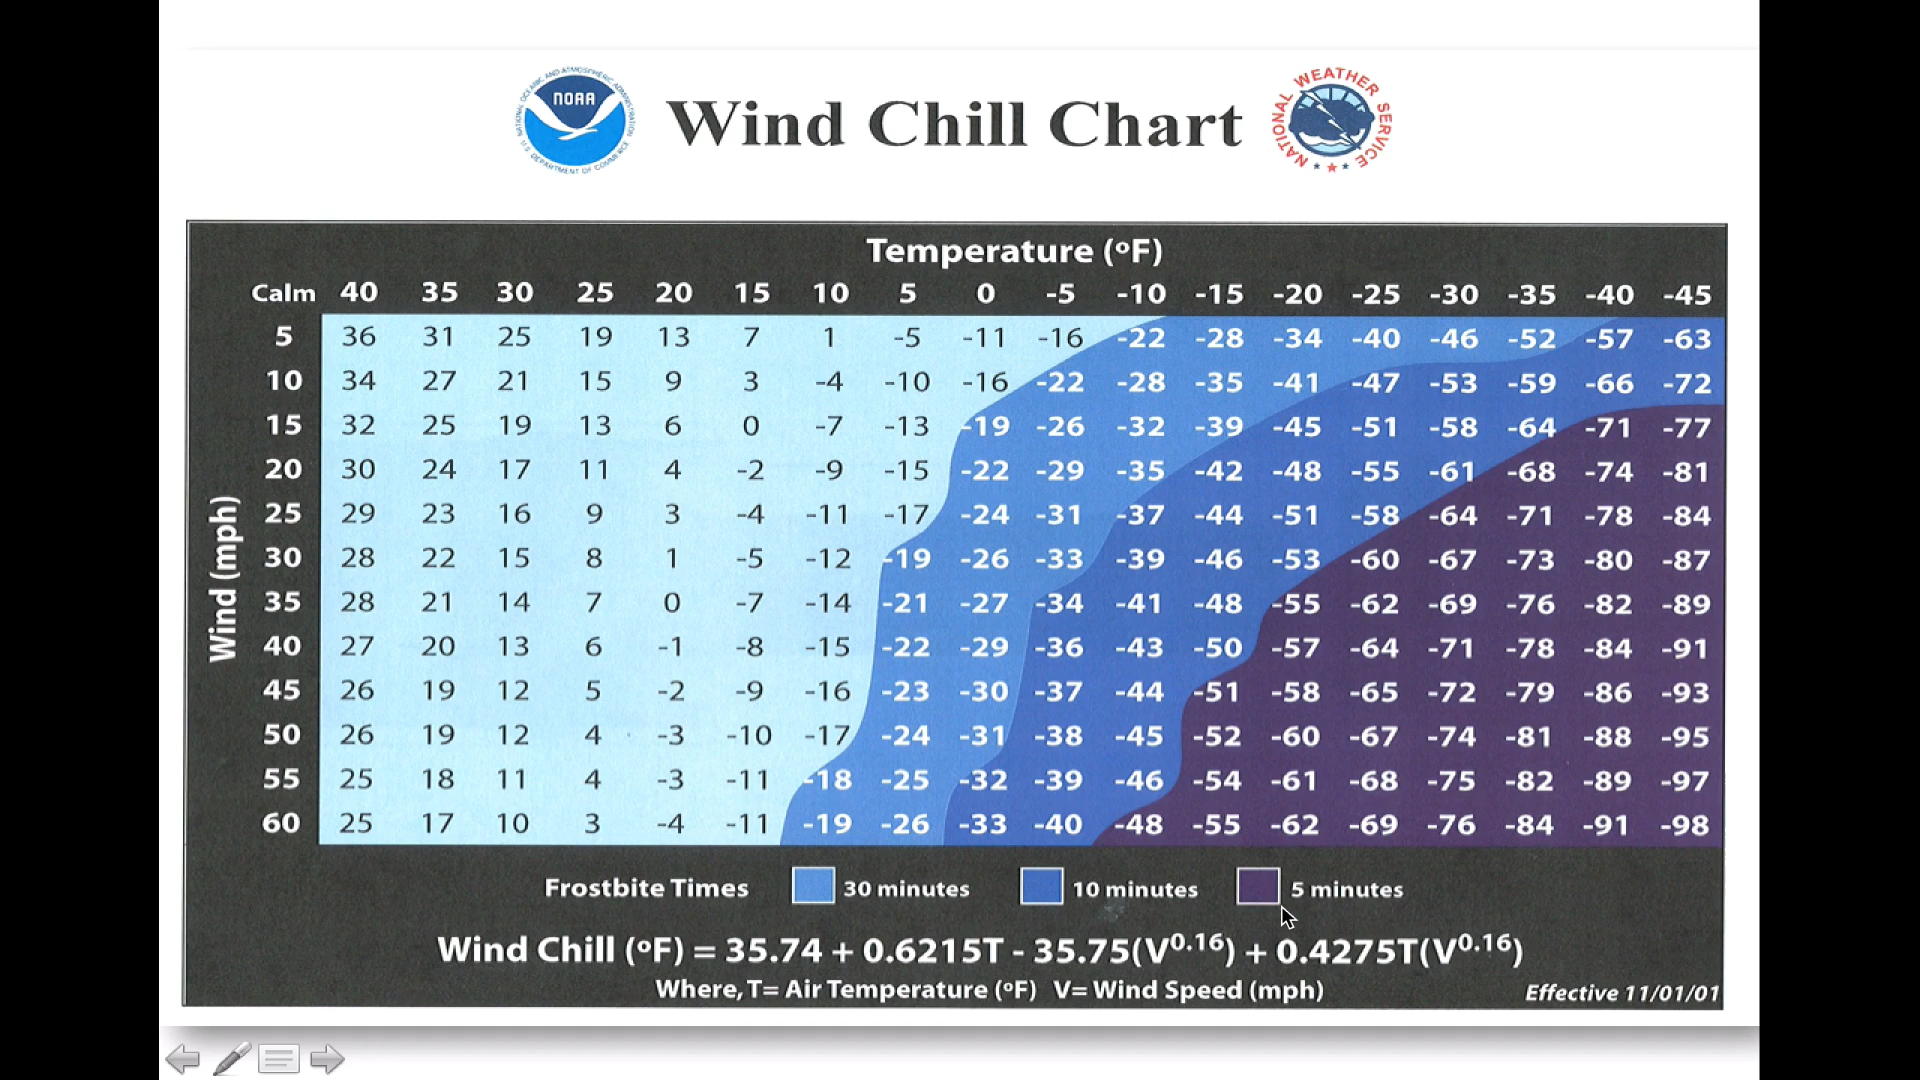 NATIONAL OCEANIC AND ATMOSPHERIC ADMINISTRATION
NOAA
U.S. DEPARTMENT OF COMMERCE
Wind Chill Chart
NATIONAL WEATHER SERVICE
Temperature (ºF)
Calm 40 35 30 25 20 15 10 5 0 -5 -10 -15 -20 -25 -30 -35 -40 -45
Wind (mph)
5 36 31 25 19 13 7 1 -5 -11 -16 -22 -28 -34 -40 -46 -52 -57 -63
10 34 27 21 15 9 3 -4 -10 -16 -22 -28 -35 -41 -47 -53 -59 -66 -72
15 32 25 19 13 6 0 -7 -13 -19 -26 -32 -39 -45 -51 -58 -64 -71 -77
20 30 24 17 11 4 -2 -9 -15 -22 -29 -35 -42 -48 -55 -61 -68 -74 -81
25 29 23 16 9 3 -4 -11 -17 -24 -31 -37 -44 -51 -58 -64 -71 -78 -84
30 28 22 15 8 1 -5 -12 -19 -26 -33 -39 -46 -53 -60 -67 -73 -80 -87
35 28 21 14 7 0 -7 -14 -21 -27 -34 -41 -48 -55 -62 -69 -76 -82 -89
40 27 20 13 6 -1 -8 -15 -22 -29 -36 -43 -50 -57 -64 -71 -78 -84 -91
45 26 19 12 5 -2 -9 -16 -23 -30 -37 -44 -51 -58 -65 -72 -79 -86 -93
50 26 19 12 4 -3 -10 -17 -24 -31 -38 -45 -52 -60 -67 -74 -81 -88 -95
55 25 18 11 4 -3 -11 -18 -25 -32 -39 -46 -54 -61 -68 -75 -82 -89 -97
60 25 17 10 3 -4 -11 -19 -26 -33 -40 -48 -55 -62 -69 -76 -84 -91 -98
Frostbite Times 30 minutes 10 minutes 5 minutes
Wind Chill (ºF) = 35.74 + 0.6215T - 35.75(V^0.16) + 0.4275T(V^0.16)
Where, T= Air Temperature (ºF) V= Wind Speed (mph)
Effective 11/01/01